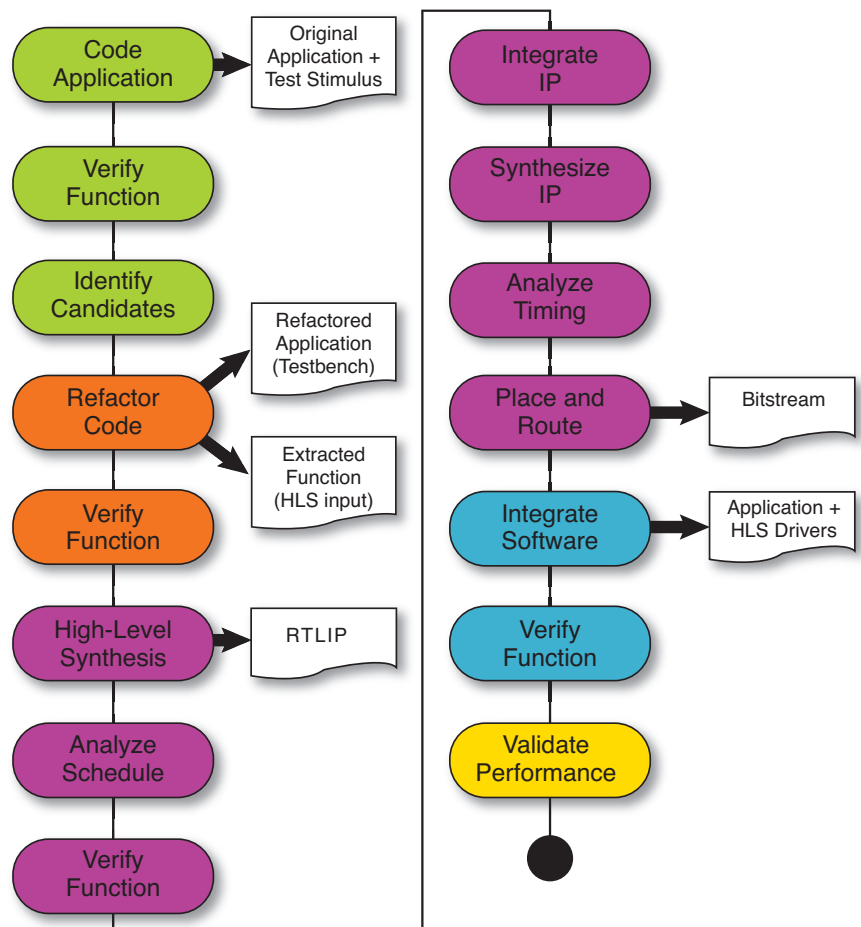 Code
Application
Original
Application +
Test Stimulus
Verify
Function
Identify
Candidates
Refactor
Code
Refactored
Application
(Testbench)
Extracted
Function
(HLS input)
Verify
Function
High-Level
Synthesis
RTLIP
Analyze
Schedule
Verify
Function
Integrate
IP
Synthesize
IP
Analyze
Timing
Place and
Route
Bitstream
Integrate
Software
Application +
HLS Drivers
Verify
Function
Validate
Performance